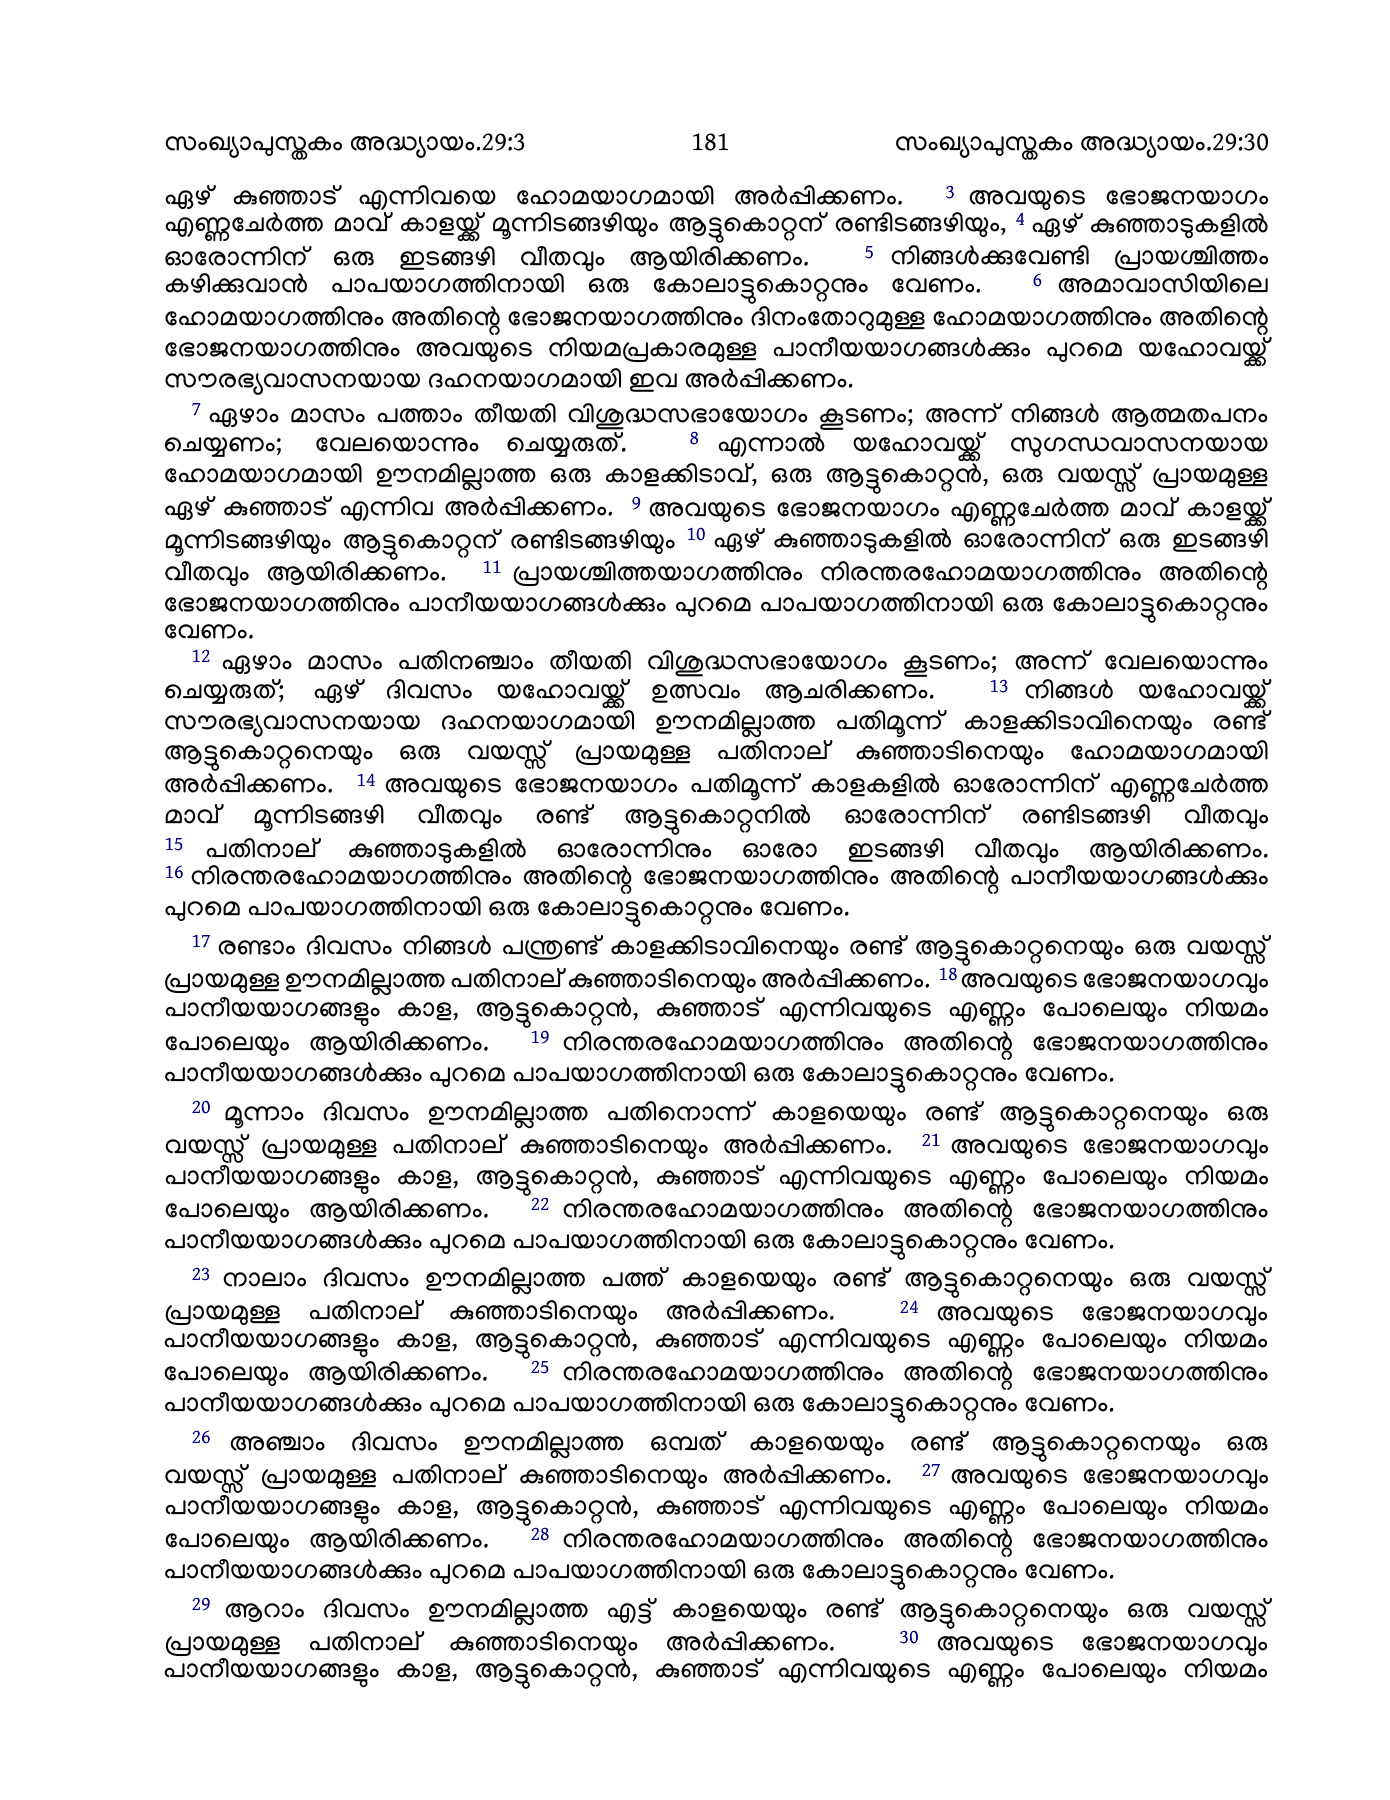 സംഖ്യാപുസ്തകം അദ്ധ്യായം.29:3 181 സംഖ്യാപുസ്തകം അദ്ധ്യായം.29:30
ഏഴ് കുഞ്ഞാട് എന്നിവയെ ഹോമയാഗമായി അർപ്പിക്കണം. 3 അവയുടെ ഭോജനയാഗം
എണ്ണചേർത്ത മാവ് കാളയ്ക്ക് മൂന്നിടങ്ങഴിയും ആട്ടുകൊറ്റന് രണ്ടിടങ്ങഴിയും, 4 ഏഴ് കുഞ്ഞാടുകളിൽ
ഓരോന്നിന് ഒരു ഇടങ്ങഴി വീതവും ആയിരിക്കണം. 5 നിങ്ങൾക്കുവേണ്ടി പ്രായശ്ചിത്തം
കഴിക്കുവാൻ പാപയാഗത്തിനായി ഒരു കോലാട്ടുകൊറ്റനും വേണം. 6 അമാവാസിയിലെ
ഹോമയാഗത്തിനും അതിന്റെ ഭോജനയാഗത്തിനും ദിനംതോറുമുള്ള ഹോമയാഗത്തിനും അതിന്റെ
ഭോജനയാഗത്തിനും അവയുടെ നിയമപ്രകാരമുള്ള പാനീയയാഗങ്ങൾക്കും പുറമെ യഹോവയ്ക്ക്
സൗരഭ്യവാസനയായ ദഹനയാഗമായി ഇവ അർപ്പിക്കണം.
7 ഏഴാം മാസം പത്താം തീയതി വിശുദ്ധസഭായോഗം കൂടണം; അന്ന് നിങ്ങൾ ആത്മതപനം
ചെയ്യണം; വേലയൊന്നും ചെയ്യരുത്. 8 എന്നാൽ യഹോവയ്ക്ക് സുഗന്ധവാസനയായ
ഹോമയാഗമായി ഊനമില്ലാത്ത ഒരു കാളക്കിടാവ്, ഒരു ആട്ടുകൊറ്റൻ, ഒരു വയസ്സ് പ്രായമുള്ള
ഏഴ് കുഞ്ഞാട് എന്നിവ അർപ്പിക്കണം. 9 അവയുടെ ഭോജനയാഗം എണ്ണചേർത്ത മാവ് കാളയ്ക്ക്
മൂന്നിടങ്ങഴിയും ആട്ടുകൊറ്റന് രണ്ടിടങ്ങഴിയും 10 ഏഴ് കുഞ്ഞാടുകളിൽ ഓരോന്നിന് ഒരു ഇടങ്ങഴി
വീതവും ആയിരിക്കണം. 11 പ്രായശ്ചിത്തയാഗത്തിനും നിരന്തരഹോമയാഗത്തിനും അതിന്റെ
ഭോജനയാഗത്തിനും പാനീയയാഗങ്ങൾക്കും പുറമെ പാപയാഗത്തിനായി ഒരു കോലാട്ടുകൊറ്റനും
വേണം.
12 ഏഴാം മാസം പതിനഞ്ചാം തീയതി വിശുദ്ധസഭായോഗം കൂടണം; അന്ന് വേലയൊന്നും
ചെയ്യരുത്; ഏഴ് ദിവസം യഹോവയ്ക്ക് ഉത്സവം ആചരിക്കണം. 13 നിങ്ങൾ യഹോവയ്ക്ക്
സൗരഭ്യവാസനയായ ദഹനയാഗമായി ഊനമില്ലാത്ത പതിമൂന്ന് കാളക്കിടാവിനെയും രണ്ട്
ആട്ടുകൊറ്റനെയും ഒരു വയസ്സ് പ്രായമുള്ള പതിനാല് കുഞ്ഞാടിനെയും ഹോമയാഗമായി
അർപ്പിക്കണം. 14 അവയുടെ ഭോജനയാഗം പതിമൂന്ന് കാളകളിൽ ഓരോന്നിന് എണ്ണചേർത്ത
മാവ് മൂന്നിടങ്ങഴി വീതവും രണ്ട് ആട്ടുകൊറ്റനിൽ ഓരോന്നിന് രണ്ടിടങ്ങഴി വീതവും
15 പതിനാല് കുഞ്ഞാടുകളിൽ ഓരോന്നിനും ഓരോ ഇടങ്ങഴി വീതവും ആയിരിക്കണം.
16 നിരന്തരഹോമയാഗത്തിനും അതിന്റെ ഭോജനയാഗത്തിനും അതിന്റെ പാനീയയാഗങ്ങൾക്കും
പുറമെ പാപയാഗത്തിനായി ഒരു കോലാട്ടുകൊറ്റനും വേണം.
17 രണ്ടാം ദിവസം നിങ്ങൾ പന്ത്രണ്ട് കാളക്കിടാവിനെയും രണ്ട് ആട്ടുകൊറ്റനെയും ഒരു വയസ്സ്
പ്രായമുള്ള ഊനമില്ലാത്ത പതിനാല് കുഞ്ഞാടിനെയും അർപ്പിക്കണം. 18 അവയുടെ ഭോജനയാഗവും
പാനീയയാഗങ്ങളും കാള, ആട്ടുകൊറ്റൻ, കുഞ്ഞാട് എന്നിവയുടെ എണ്ണം പോലെയും നിയമം
പോലെയും ആയിരിക്കണം. 19 നിരന്തരഹോമയാഗത്തിനും അതിന്റെ ഭോജനയാഗത്തിനും
പാനീയയാഗങ്ങൾക്കും പുറമെ പാപയാഗത്തിനായി ഒരു കോലാട്ടുകൊറ്റനും വേണം.
20 മൂന്നാം ദിവസം ഊനമില്ലാത്ത പതിനൊന്ന് കാളയെയും രണ്ട് ആട്ടുകൊറ്റനെയും ഒരു
വയസ്സ് പ്രായമുള്ള പതിനാല് കുഞ്ഞാടിനെയും അർപ്പിക്കണം. 21 അവയുടെ ഭോജനയാഗവും
പാനീയയാഗങ്ങളും കാള, ആട്ടുകൊറ്റൻ, കുഞ്ഞാട് എന്നിവയുടെ എണ്ണം പോലെയും നിയമം
പോലെയും ആയിരിക്കണം. 22 നിരന്തരഹോമയാഗത്തിനും അതിന്റെ ഭോജനയാഗത്തിനും
പാനീയയാഗങ്ങൾക്കും പുറമെ പാപയാഗത്തിനായി ഒരു കോലാട്ടുകൊറ്റനും വേണം.
23 നാലാം ദിവസം ഊനമില്ലാത്ത പത്ത് കാളയെയും രണ്ട് ആട്ടുകൊറ്റനെയും ഒരു വയസ്സ്
പ്രായമുള്ള പതിനാല് കുഞ്ഞാടിനെയും അർപ്പിക്കണം. 24 അവയുടെ ഭോജനയാഗവും
പാനീയയാഗങ്ങളും കാള, ആട്ടുകൊറ്റൻ, കുഞ്ഞാട് എന്നിവയുടെ എണ്ണം പോലെയും നിയമം
പോലെയും ആയിരിക്കണം. 25 നിരന്തരഹോമയാഗത്തിനും അതിന്റെ ഭോജനയാഗത്തിനും
പാനീയയാഗങ്ങൾക്കും പുറമെ പാപയാഗത്തിനായി ഒരു കോലാട്ടുകൊറ്റനും വേണം.
26 അഞ്ചാം ദിവസം ഊനമില്ലാത്ത ഒമ്പത് കാളയെയും രണ്ട് ആട്ടുകൊറ്റനെയും ഒരു
വയസ്സ് പ്രായമുള്ള പതിനാല് കുഞ്ഞാടിനെയും അർപ്പിക്കണം. 27 അവയുടെ ഭോജനയാഗവും
പാനീയയാഗങ്ങളും കാള, ആട്ടുകൊറ്റൻ, കുഞ്ഞാട് എന്നിവയുടെ എണ്ണം പോലെയും നിയമം
പോലെയും ആയിരിക്കണം. 28 നിരന്തരഹോമയാഗത്തിനും അതിന്റെ ഭോജനയാഗത്തിനും
പാനീയയാഗങ്ങൾക്കും പുറമെ പാപയാഗത്തിനായി ഒരു കോലാട്ടുകൊറ്റനും വേണം.
29 ആറാം ദിവസം ഊനമില്ലാത്ത എട്ട് കാളയെയും രണ്ട് ആട്ടുകൊറ്റനെയും ഒരു വയസ്സ്
പ്രായമുള്ള പതിനാല് കുഞ്ഞാടിനെയും അർപ്പിക്കണം. 30 അവയുടെ ഭോജനയാഗവും
പാനീയയാഗങ്ങളും കാള, ആട്ടുകൊറ്റൻ, കുഞ്ഞാട് എന്നിവയുടെ എണ്ണം പോലെയും നിയമം